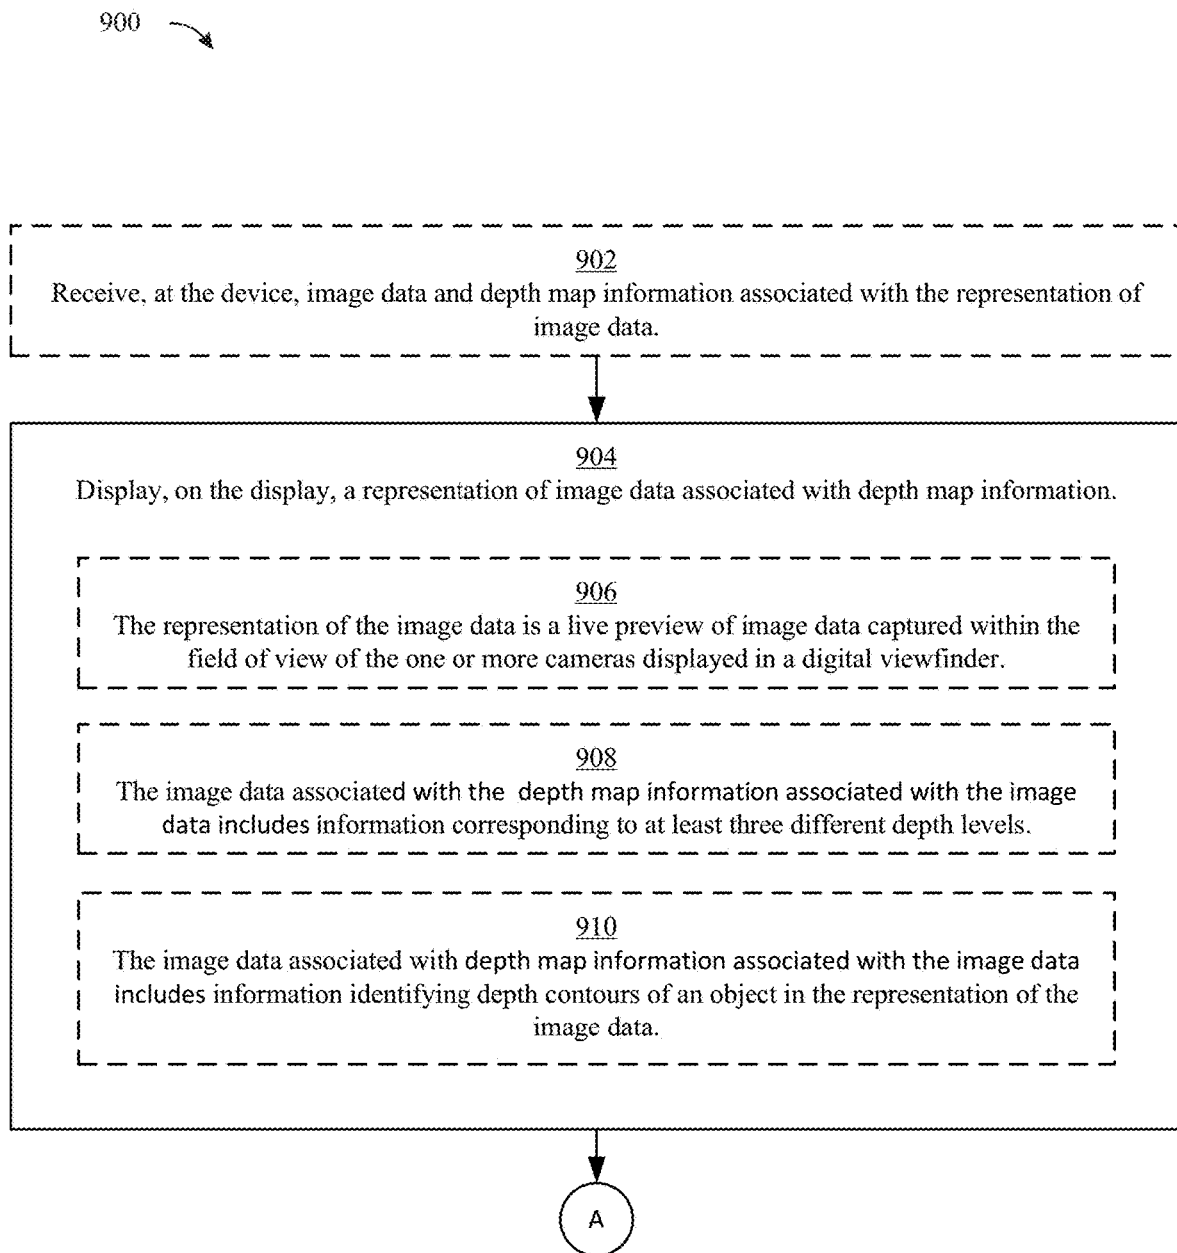 900
902
Receive, at the device, image data and depth map information associated with the representation of
image data.
904
Display, on the display, a representation of image data associated with depth map information.
906
The representation of the image data is a live preview of image data captured within the
field of view of the one or more cameras displayed in a digital viewfinder.
908
The image data associated with the depth map information associated with the image
data includes information corresponding to at least three different depth levels.
910
The image data associated with depth map information associated with the image data
includes information identifying depth contours of an object in the representation of the
image data.
A